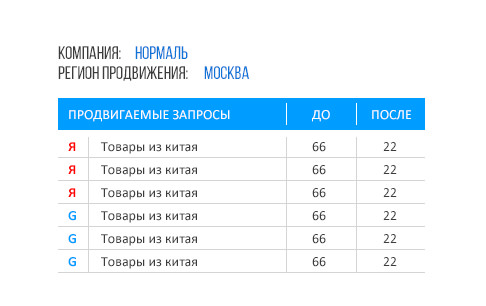 КОМПАНИЯ: НОРМАЛЬ
РЕГИОН ПРОДВИЖЕНИЯ: МОСКВА
ПРОДВИГАЕМЫЕ ЗАПРОСЫ ДО ПОСЛЕ
Я Товары из китая 66 22
Я Товары из китая 66 22
Я Товары из китая 66 22
G Товары из китая 66 22
G Товары из китая 66 22
G Товары из китая 66 22